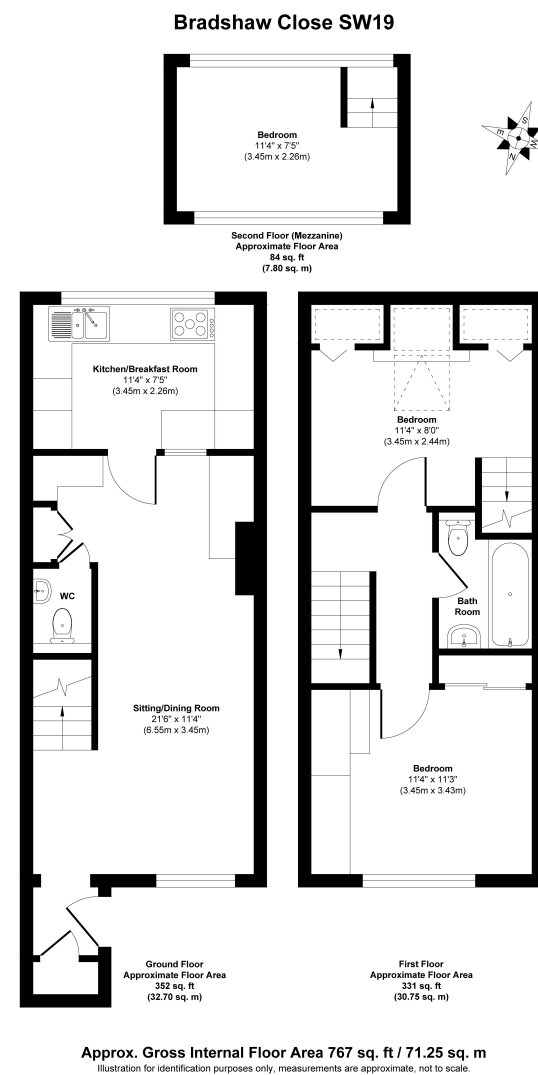 Bradshaw Close SW19
Bedroom
11'4" x 7'5"
(3.45m x 2.26m)
S
E
W
N
Second Floor (Mezzanine)
Approximate Floor Area
84 sq. ft
(7.80 sq. m)
Kitchen/Breakfast Room
11'4" x 7'5"
(3.45m x 2.26m)
WC
Sitting/Dining Room
21'6" x 11'4"
(6.55m x 3.45m)
Ground Floor
Approximate Floor Area
352 sq. ft
(32.70 sq. m)
Bedroom
11'4" x 8'0"
(3.45m x 2.44m)
Bath
Room
Bedroom
11'4" x 11'3"
(3.45m x 3.43m)
First Floor
Approximate Floor Area
331 sq. ft
(30.75 sq. m)
Approx. Gross Internal Floor Area 767 sq. ft / 71.25 sq. m
Illustration for identification purposes only, measurements are approximate, not to scale.